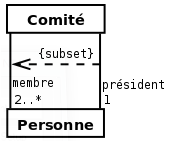 Comité
{subset}
membre
président
2..*
1
Personne